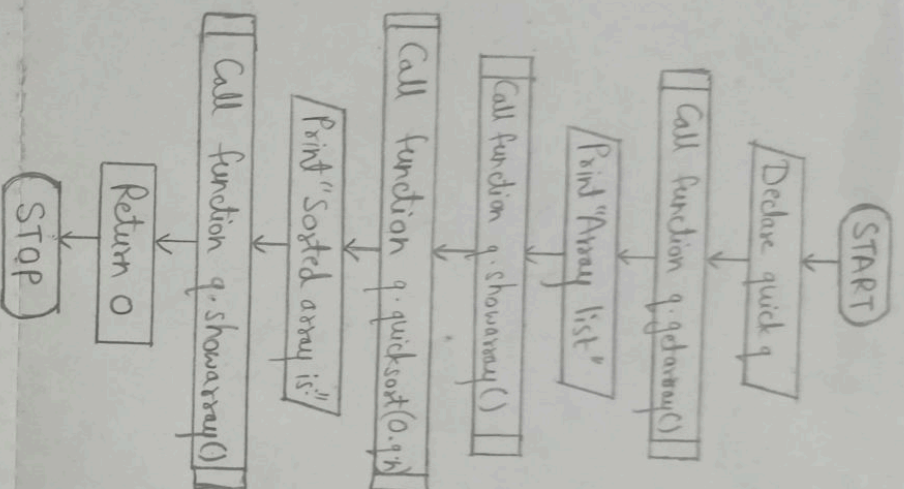 START
Declare quick q
Call function q.getarray()
Print "Array list"
Call function q.showarray()
Call function q.quicksort(0.q.n)
Print "Sorted array is:"
Call function q.showarray()
Return 0
STOP